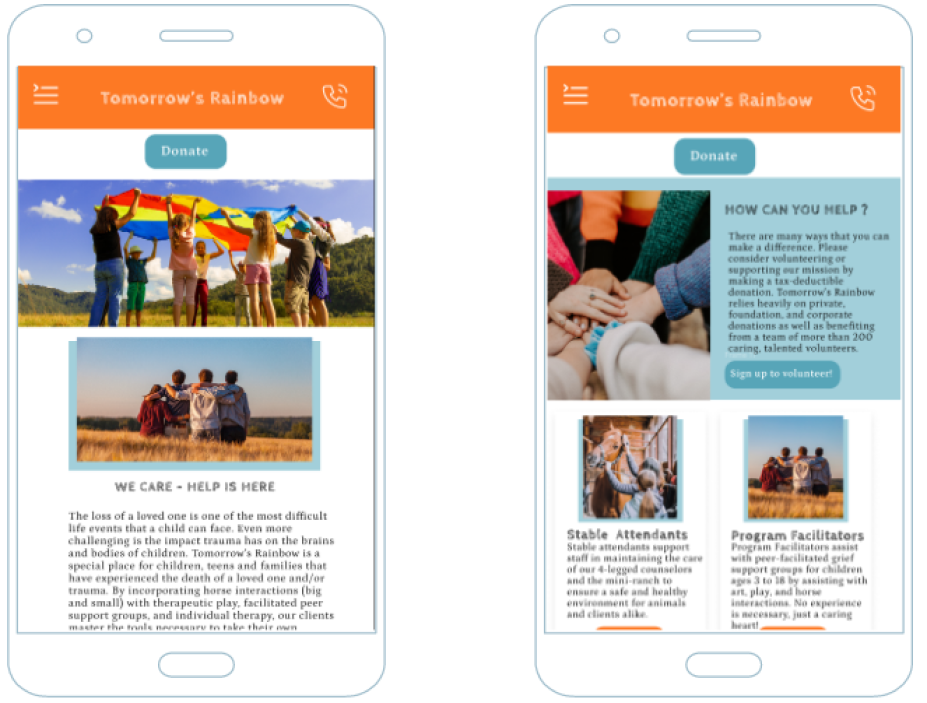 Tomorrow's Rainbow
Donate
WE CARE - HELP IS HERE
The loss of a loved one is one of the most difficult
life events that a child can face. Even more
challenging is the impact trauma has on the brains
and bodies of children. Tomorrow's Rainbow is a
special place for children, teens and families that
have experienced the death of a loved one and/or
trauma. By incorporating horse interactions (big
and small) with therapeutic play, facilitated peer
support groups, and individual therapy, our clients
master the tools necessary to take their own
Tomorrow's Rainbow
Donate
HOW CAN YOU HELP ?
There are many ways that you can
make a difference. Please
consider volunteering or
supporting our mission by
making a tax-deductible
donation. Tomorrow's Rainbow
relies heavily on private,
foundation, and corporate
donations as well as benefiting
from a team of more than 200
caring, talented volunteers.
Sign up to volunteer!
Stable Attendants
Stable attendants support
staff in maintaining the care
of our 4-legged counselors
and the mini-ranch to
ensure a safe and healthy
environment for animals
and clients alike.
Program Facilitators
Program Facilitators assist
with peer-facilitated grief
support groups for children
ages 3 to 18 by assisting with
art, play, and horse
interactions. No experience
is necessary, just a caring
heart!